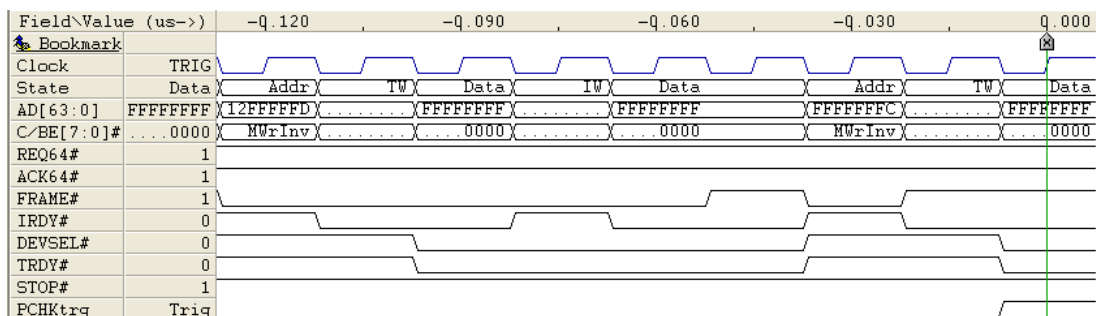 Field\Value (us->) -0.120 -0.090 -0.060 -0.030 0.000
Bookmark
Clock TRIG
State Data Addr TW Data IW Data Addr TW Data
AD[63:0] FFFFFFFF 12FFFFFD ........ FFFFFFFF ........ FFFFFFFF FFFFFFFC ........ FFFFFFFF
C/BE[7:0]# ....0000 MWrInv ........ ....0000 ........ ....0000 MWrInv ........ ....0000
REQ64# 1
ACK64# 1
FRAME# 1
IRDY# 0
DEVSEL# 0
TRDY# 0
STOP# 1
PCHKtrg Trig